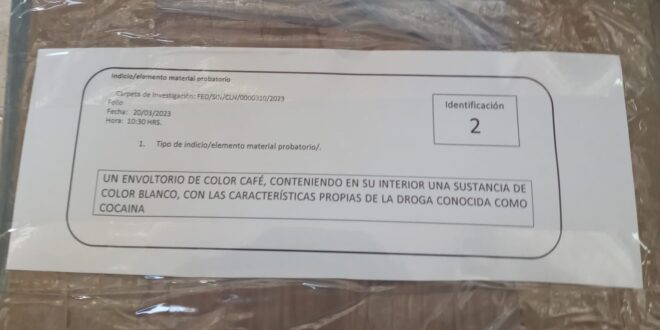 Indicio/elemento material probatorio
Carpeta de Investigación: FED/SIN/CLN/0000310/2023
Folio
Fecha: 20/03/2023
Hora: 10:30 HRS.
Identificación
2
1. Tipo de indicio/elemento material probatorio/.
UN ENVOLTORIO DE COLOR CAFÉ, CONTENIENDO EN SU INTERIOR UNA SUSTANCIA DE
COLOR BLANCO, CON LAS CARACTERÍSTICAS PROPIAS DE LA DROGA CONOCIDA COMO
COCAINA